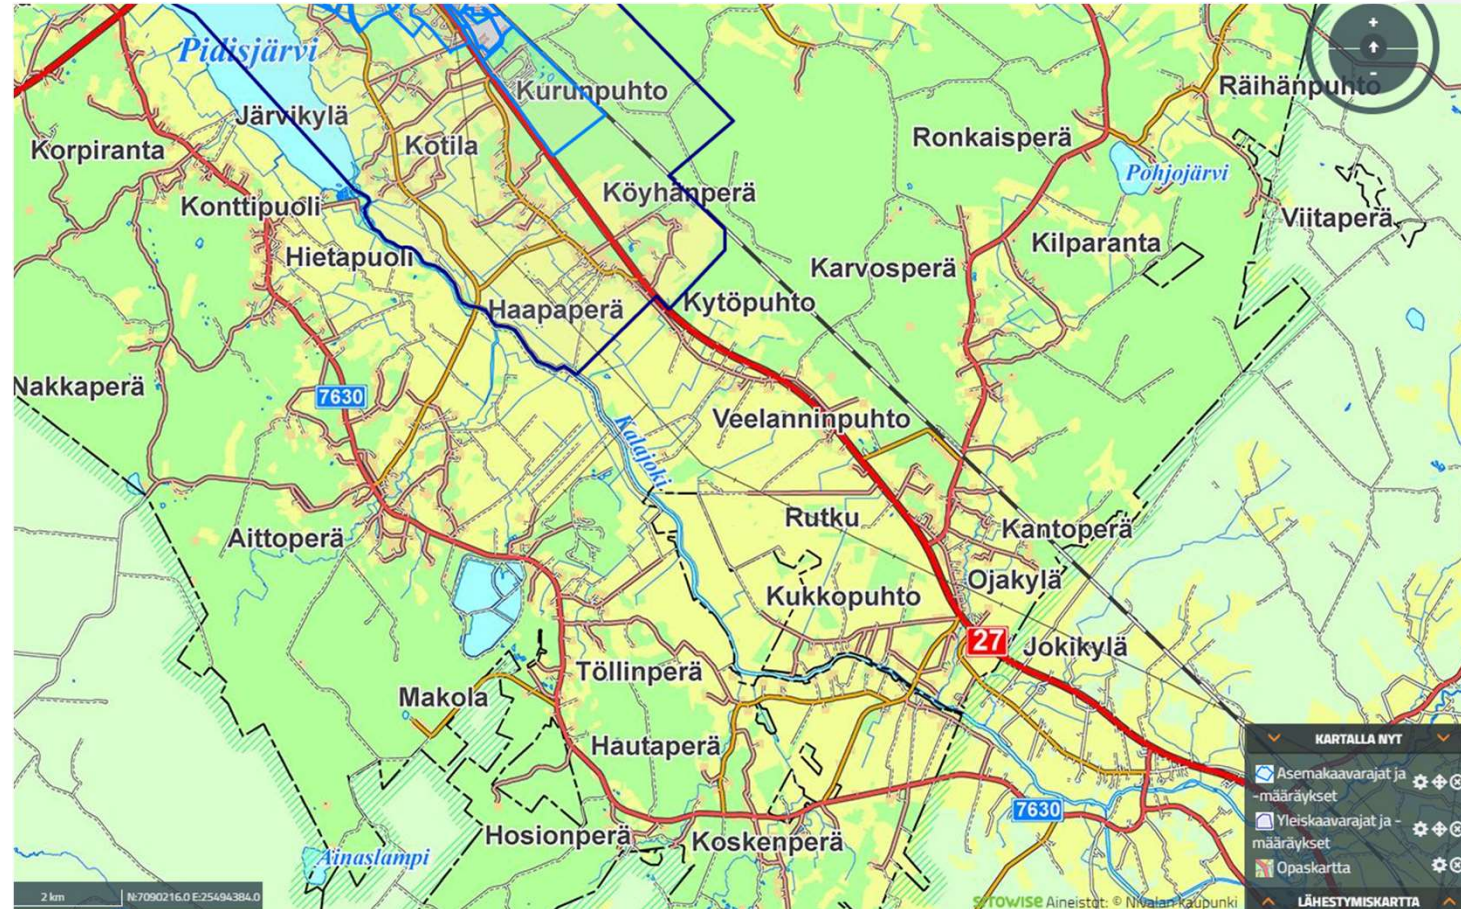 Pidisjärvi
+
-
Kurunpuhto
Räihänpuhto
Järvikylä
Korpiranta
Kotila
Ronkaisperä
Pohjojärvi
Köyhänperä
Konttipuoli
Viitaperä
Kilparanta
Hietapuoli
Karvosperä
Haapaperä
Kytöpuhto
Nakkaperä
7630
Veelanninpuhto
Kalajoki
Rutku
Kantoperä
Aittoperä
Ojakylä
Kukkopuhto
27
Jokikylä
Töllinperä
Makola
Hautaperä
KARTALLA NYT
Asemakaavarajat ja
-määräykset
7630
Yleiskaavarajat ja -
määräykset
Hosionperä
Koskenperä
Ainaslampi
Opaskartta
2 km
N:7090216.0 E:25494384.0
sitowise Aineistot: © Nivalan kaupunki
LÄHESTYMISKARTTA